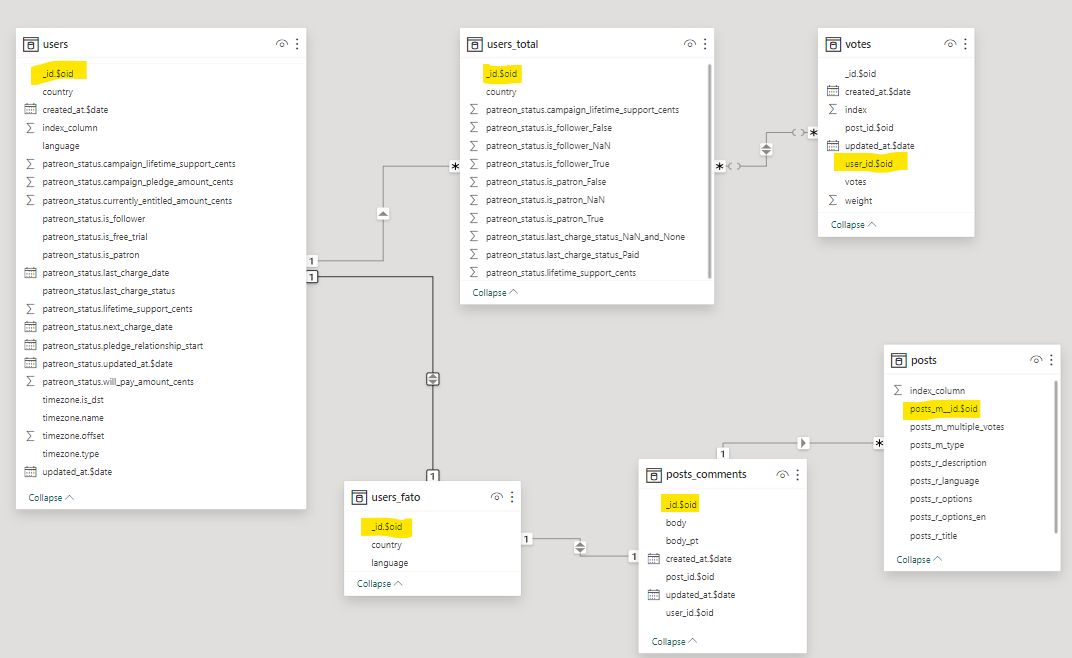 users
_id.$oid
country
created_at.$date
index_column
language
patreon_status.campaign_lifetime_support_cents
patreon_status.campaign_pledge_amount_cents
patreon_status.currently_entitled_amount_cents
patreon_status.is_follower
patreon_status.is_free_trial
patreon_status.is_patron
patreon_status.last_charge_date
patreon_status.last_charge_status
patreon_status.lifetime_support_cents
patreon_status.next_charge_date
patreon_status.pledge_relationship_start
patreon_status.updated_at.$date
patreon_status.will_pay_amount_cents
timezone.is_dst
timezone.name
timezone.offset
timezone.type
updated_at.$date
Collapse
1
1
users_total
_id.$oid
country
patreon_status.campaign_lifetime_support_cents
patreon_status.is_follower_False
patreon_status.is_follower_NaN
patreon_status.is_follower_True
patreon_status.is_patron_False
patreon_status.is_patron_NaN
patreon_status.is_patron_True
patreon_status.last_charge_status_NaN_and_None
patreon_status.last_charge_status_Paid
patreon_status.lifetime_support_cents
Collapse
*
*
votes
_id.$oid
created_at.$date
index
post_id.$oid
updated_at.$date
user_id.$oid
votes
weight
Collapse
*
posts
index_column
posts_m__id.$oid
posts_m_multiple_votes
posts_m_type
posts_r_description
posts_r_language
posts_r_options
posts_r_options_en
posts_r_title
Collapse
*
1
users_fato
_id.$oid
country
language
Collapse
1
1
1
posts_comments
_id.$oid
body
body_pt
created_at.$date
post_id.$oid
updated_at.$date
user_id.$oid
Collapse